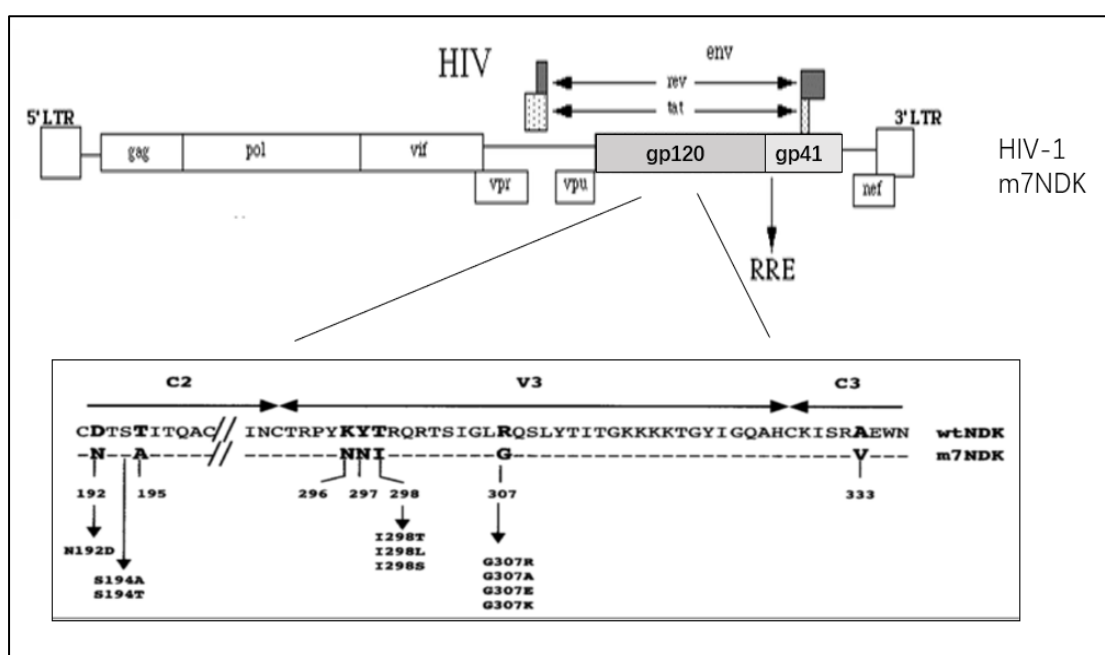 HIV
env
rev
tat
5'LTR
3'LTR
gag pol vif gp120 gp41
vpr vpu nef
HIV-1
m7NDK
RRE
C2 V3 C3
CDTSTITQAC// INCTRPYKYTRQRTSIGLRQSLYTITGKKKKTGYIGQAHCKISRAEWN wtNDK
-N--A-----// -------NNI--------G-------------------------V--- m7NDK
192 195 296 297 298 307 333
N192D
S194A
S194T
I298T
I298L
I298S
G307R
G307A
G307E
G307K